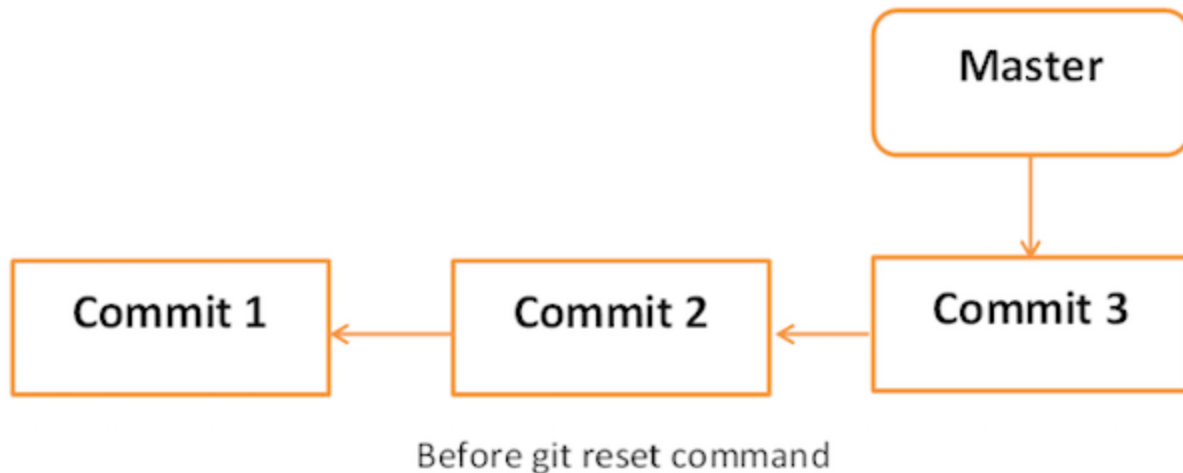 Master
Commit 1
Commit 2
Commit 3
Before git reset command